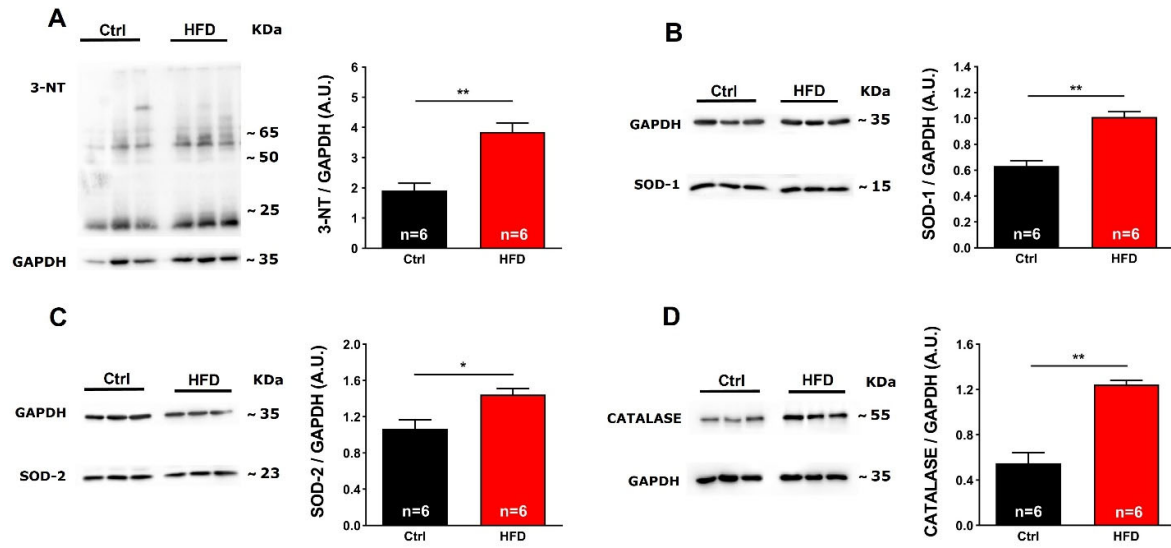 A
Ctrl HFD KDa
3-NT
~ 65
~ 50
~ 25
GAPDH ~ 35
3-NT / GAPDH (A.U.)
6
5
4
3
2
1
0
**
n=6 n=6
Ctrl HFD
B
Ctrl HFD KDa
GAPDH ~ 35
SOD-1 ~ 15
SOD-1 / GAPDH (A.U.)
1.4
1.2
1.0
0.8
0.6
0.4
0.2
0.0
**
n=6 n=6
Ctrl HFD
C
Ctrl HFD KDa
GAPDH ~ 35
SOD-2 ~ 23
SOD-2 / GAPDH (A.U.)
2.0
1.6
1.2
0.8
0.4
0.0
*
n=6 n=6
Ctrl HFD
D
Ctrl HFD KDa
CATALASE ~ 55
GAPDH ~ 35
CATALASE / GAPDH (A.U.)
1.6
1.2
0.8
0.4
0.0
**
n=6 n=6
Ctrl HFD